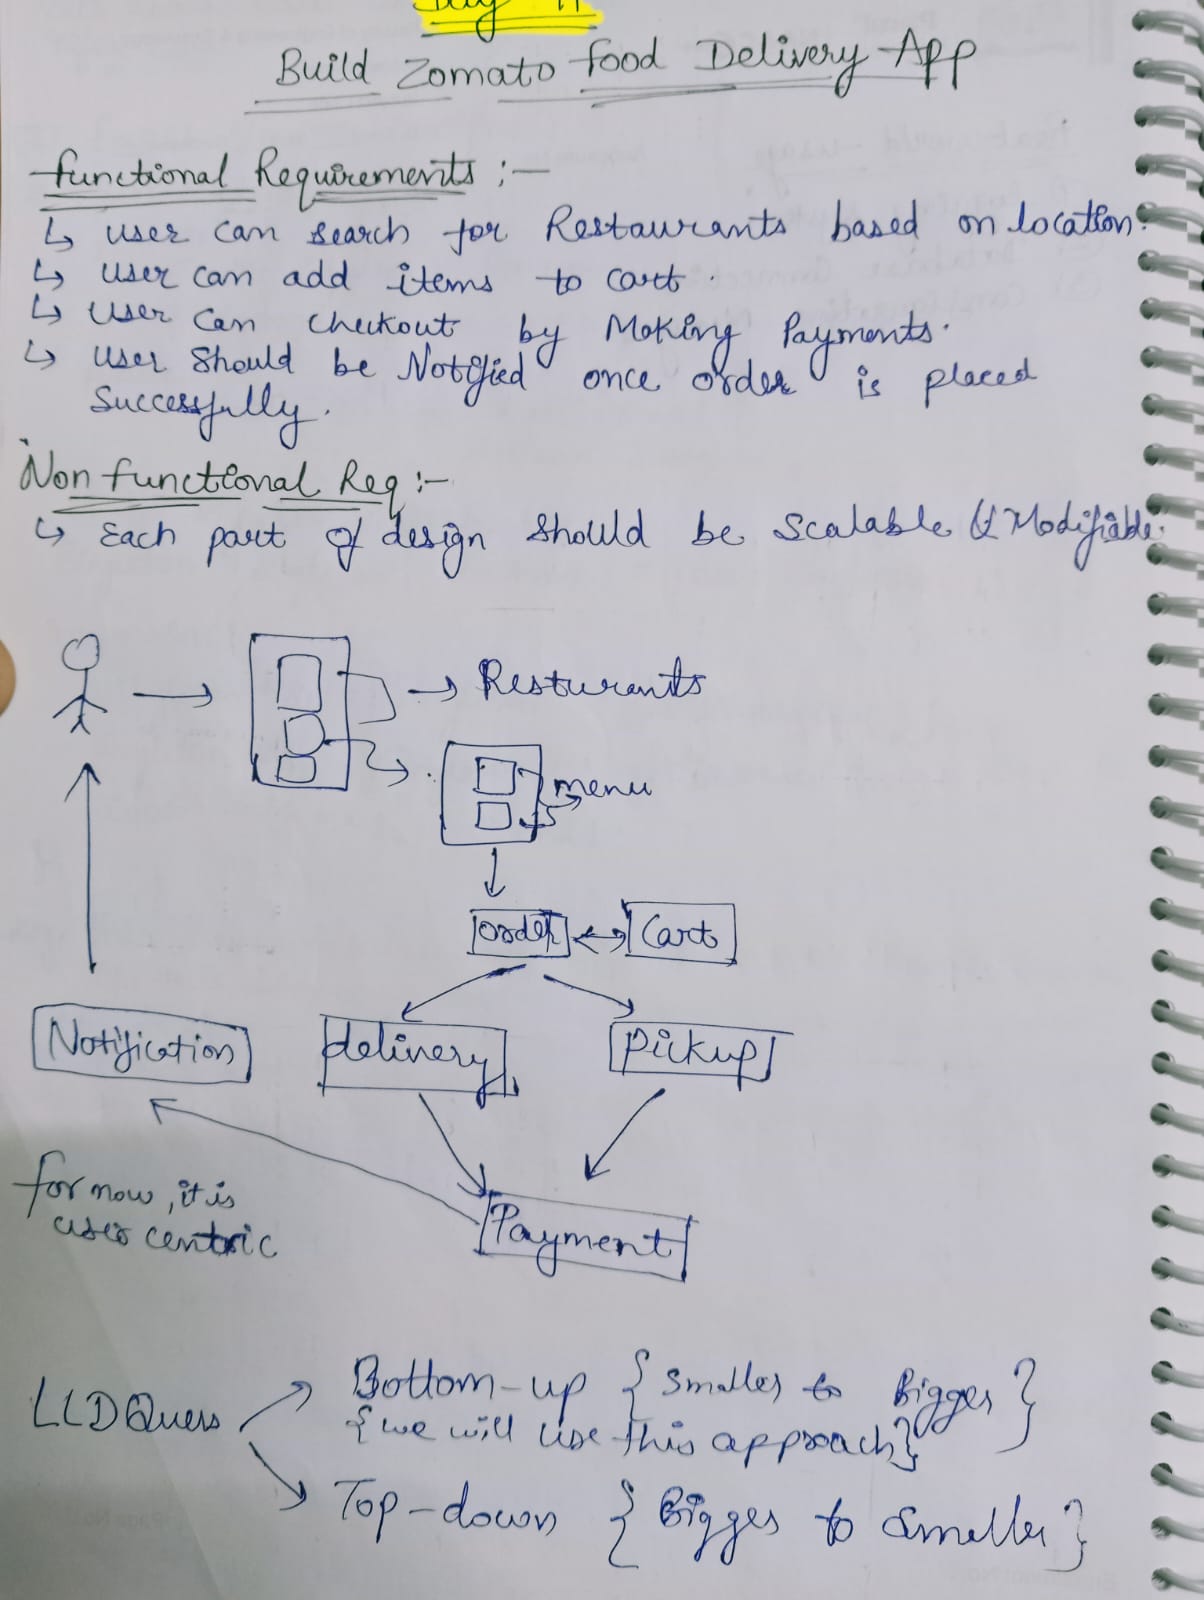 Day 11
Build Zomato Food Delivery App
Functional Requirements :-
↳ user can search for Restaurants based on location.
↳ user can add items to cart.
↳ User Can Checkout by Making Payments.
↳ user Should be Notified once order is placed
Successfully.
Non functional Req :-
↳ Each part of design should be Scalable & Modifiable.
Resturants
menu
order
Cart
Notification
delivery
Pickup
for now, it is
user centric
Payment
LLD Ques
Bottom-up { Smaller to Bigger }
{ we will use this approach }
Top-down { Bigger to Smaller }